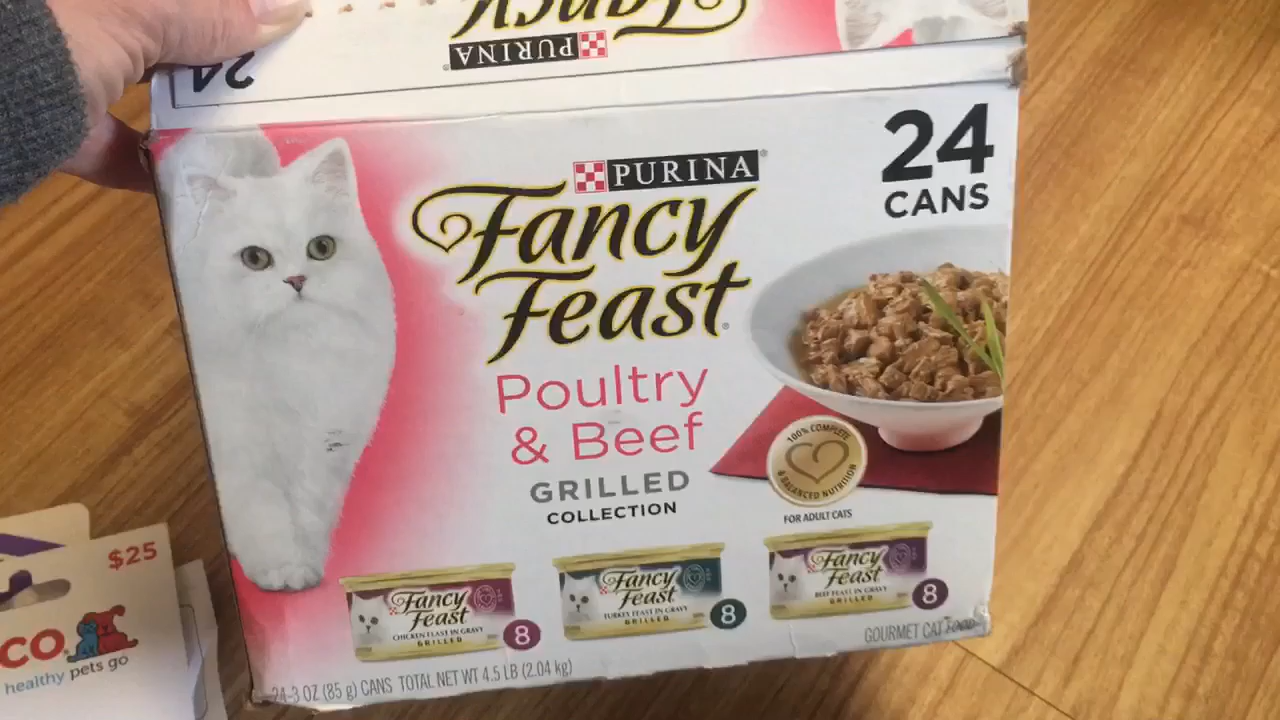 Fancy
PURINA
24
24
CANS
PURINA
Fancy
Feast
Poultry
& Beef
GRILLED
COLLECTION
100% COMPLETE
& BALANCED NUTRITION
FOR ADULT CATS
Fancy
Feast
CHICKEN FEAST IN GRAVY
GRILLED
8
Fancy
Feast
TURKEY FEAST IN GRAVY
GRILLED
8
Fancy
Feast
BEEF FEAST IN GRAVY
GRILLED
8
24-3 OZ (85 g) CANS TOTAL NET WT 4.5 LB (2.04 kg)
GOURMET CAT FOOD
$25
CO
healthy pets go